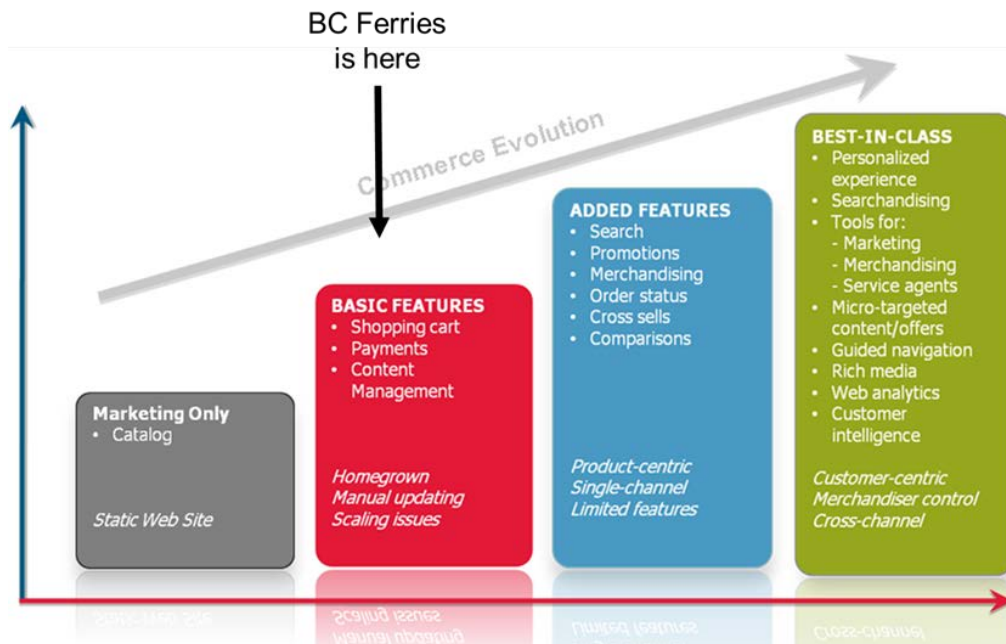 BC Ferries
is here
Commerce Evolution
Marketing Only
• Catalog
Static Web Site
BASIC FEATURES
• Shopping cart
• Payments
• Content
Management
Homegrown
Manual updating
Scaling issues
ADDED FEATURES
• Search
• Promotions
• Merchandising
• Order status
• Cross sells
• Comparisons
Product-centric
Single-channel
Limited features
BEST-IN-CLASS
• Personalized
experience
• Searchandising
• Tools for:
- Marketing
- Merchandising
- Service agents
• Micro-targeted
content/offers
• Guided navigation
• Rich media
• Web analytics
• Customer
intelligence
Customer-centric
Merchandiser control
Cross-channel